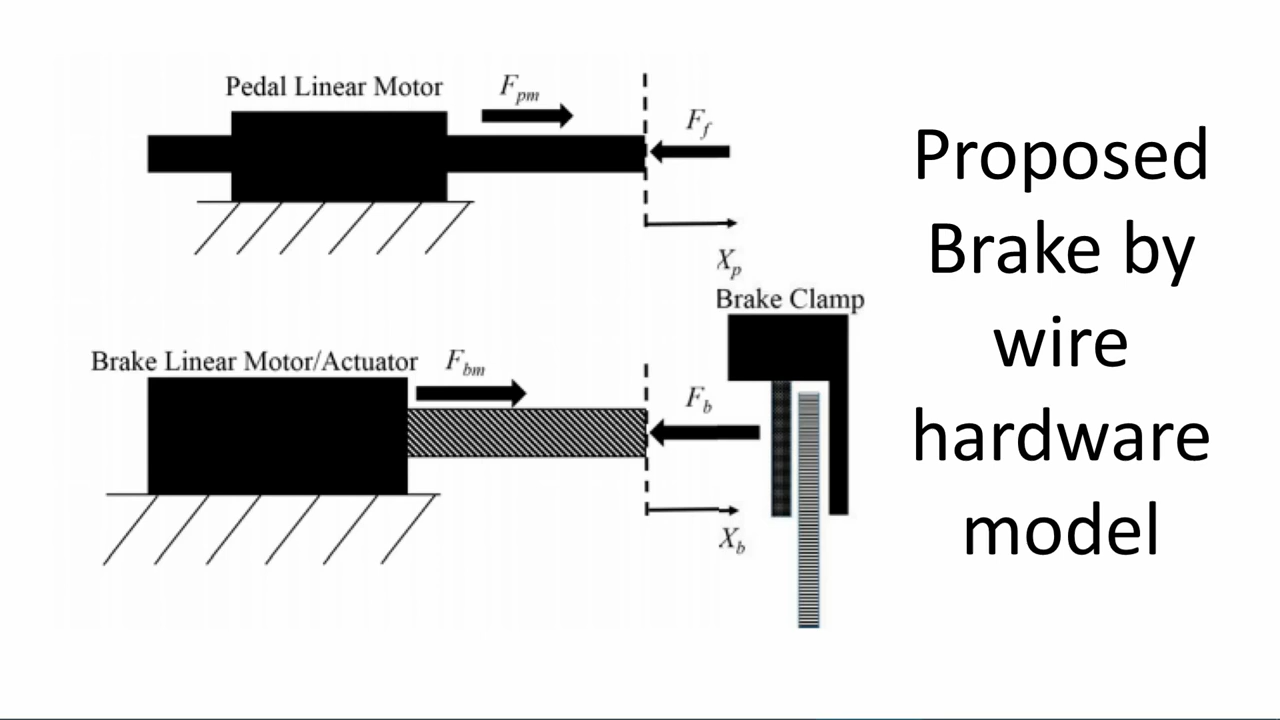 Pedal Linear Motor
F_pm
F_f
X_p
Brake Clamp
Brake Linear Motor/Actuator
F_bm
F_b
X_b
Proposed
Brake by
wire
hardware
model